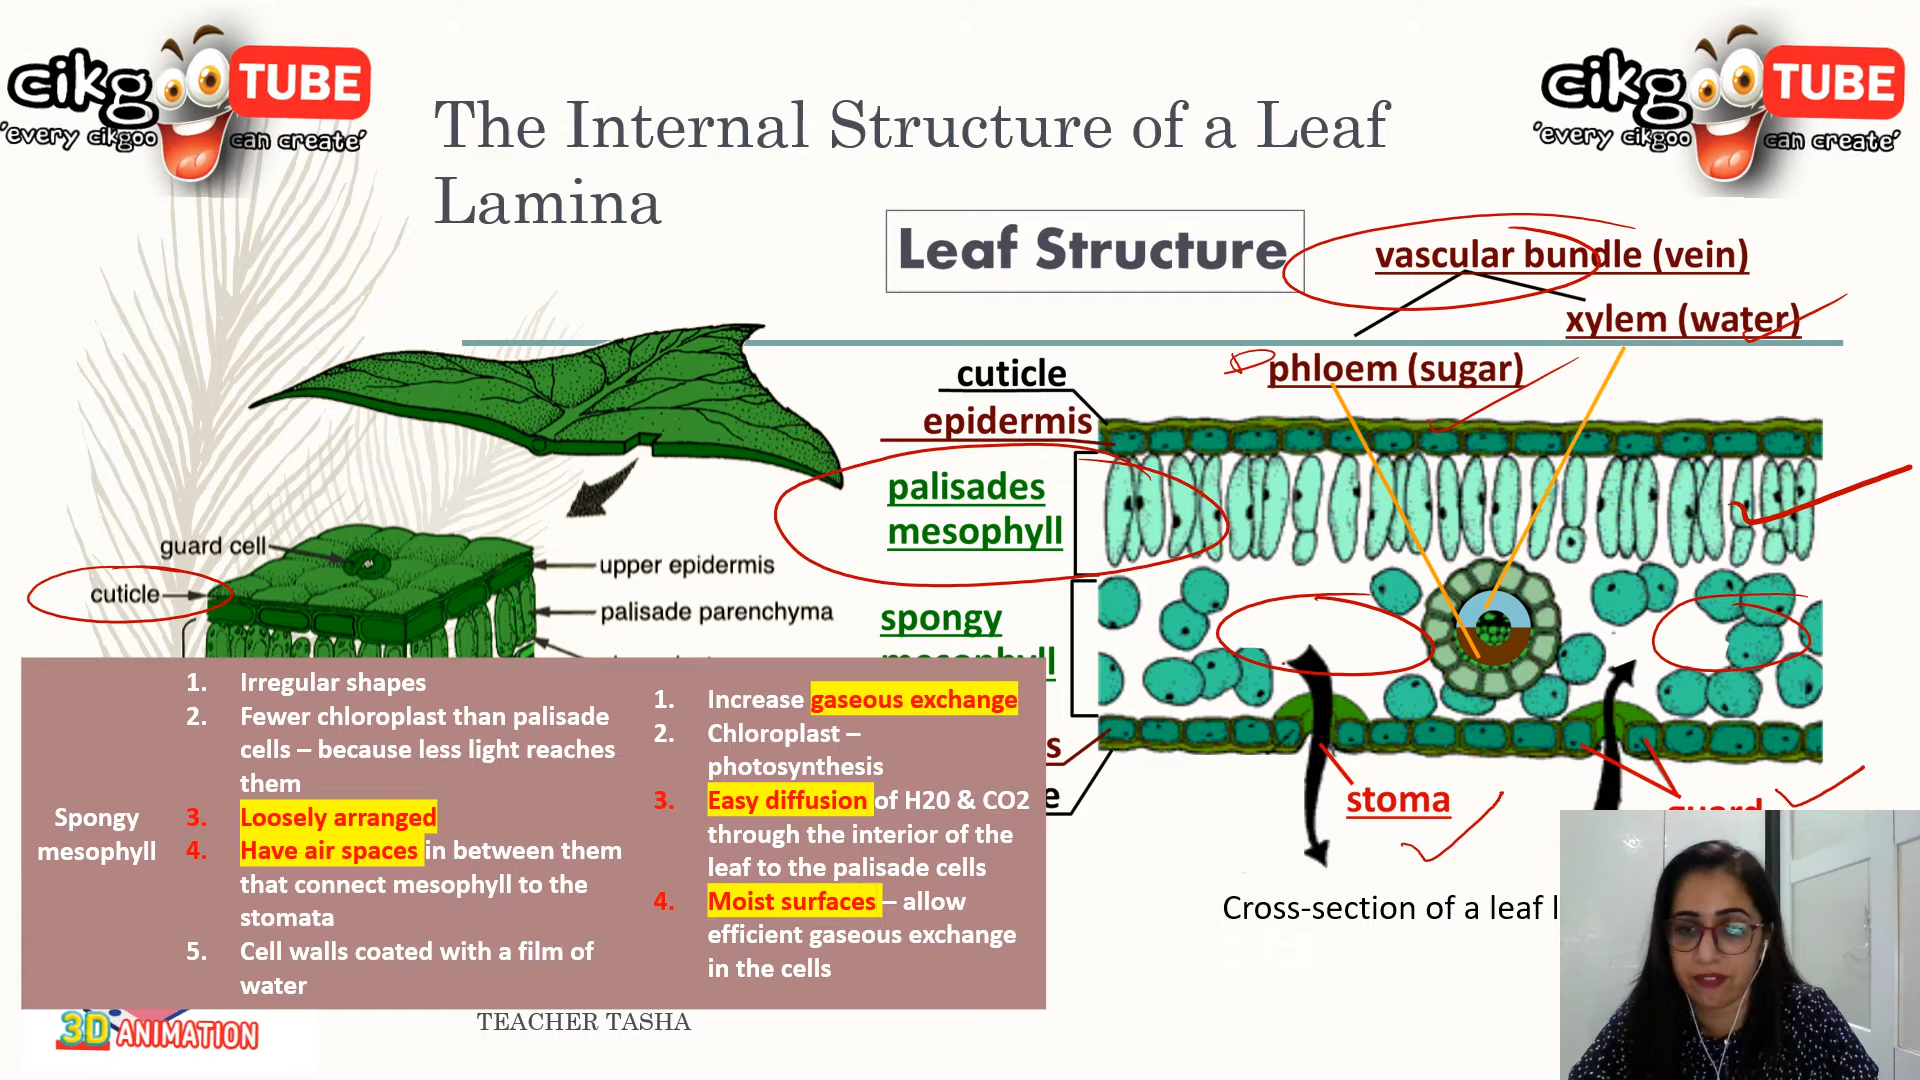 cikg TUBE
'every cikgoo can create'
cikg TUBE
'every cikgoo can create'
The Internal Structure of a Leaf
Lamina
Leaf Structure
vascular bundle (vein)
xylem (water)
phloem (sugar)
cuticle
epidermis
palisades
mesophyll
spongy
guard cell
cuticle
upper epidermis
palisade parenchyma
Spongy
mesophyll
1. Irregular shapes
2. Fewer chloroplast than palisade
cells – because less light reaches
them
3. Loosely arranged
4. Have air spaces in between them
that connect mesophyll to the
stomata
5. Cell walls coated with a film of
water
1. Increase gaseous exchange
2. Chloroplast –
photosynthesis
3. Easy diffusion of H20 & CO2
through the interior of the
leaf to the palisade cells
4. Moist surfaces – allow
efficient gaseous exchange
in the cells
s
e
stoma
Cross-section of a leaf l
3D ANIMATION
TEACHER TASHA